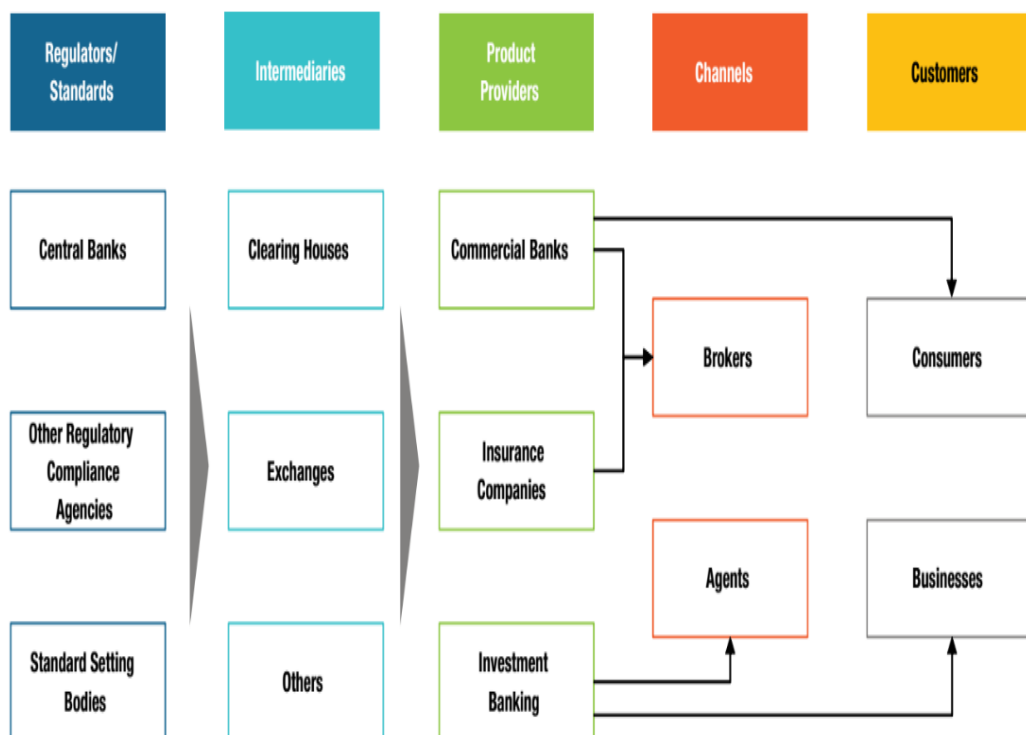 Regulators/
Standards
Intermediaries
Product
Providers
Channels
Customers
Central Banks
Clearing Houses
Commercial Banks
Brokers
Consumers
Other Regulatory
Compliance
Agencies
Exchanges
Insurance
Companies
Agents
Businesses
Standard Setting
Bodies
Others
Investment
Banking